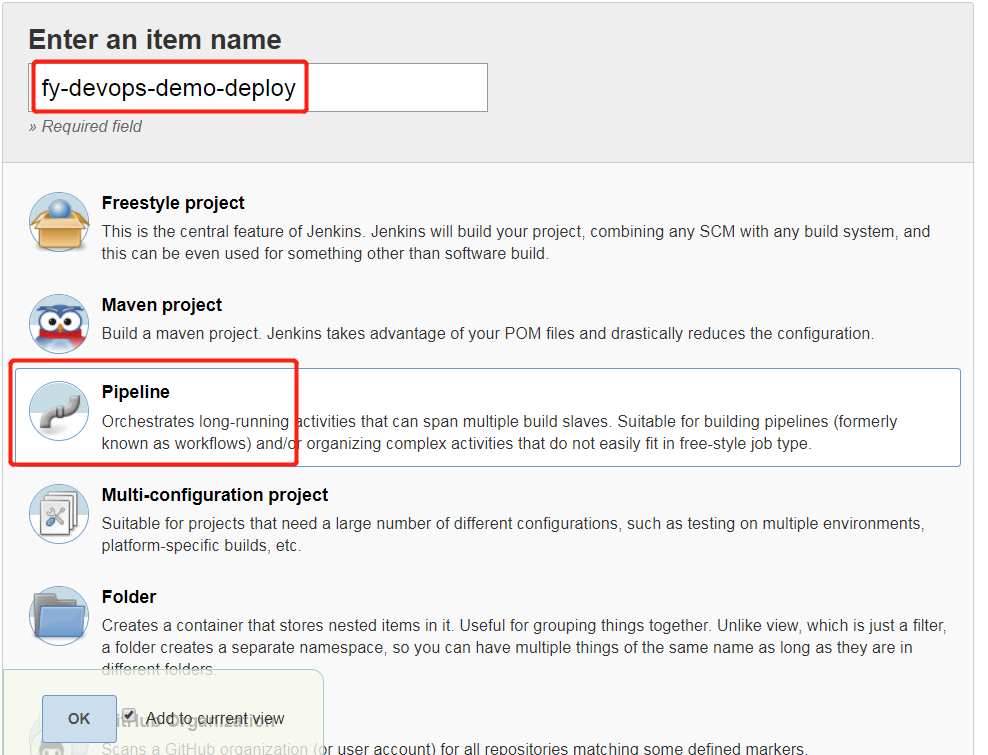 Enter an item name
fy-devops-demo-deploy
» Required field
Freestyle project
This is the central feature of Jenkins. Jenkins will build your project, combining any SCM with any build system, and
this can be even used for something other than software build.
Maven project
Build a maven project. Jenkins takes advantage of your POM files and drastically reduces the configuration.
Pipeline
Orchestrates long-running activities that can span multiple build slaves. Suitable for building pipelines (formerly
known as workflows) and/or organizing complex activities that do not easily fit in free-style job type.
Multi-configuration project
Suitable for projects that need a large number of different configurations, such as testing on multiple environments,
platform-specific builds, etc.
Folder
Creates a container that stores nested items in it. Useful for grouping things together. Unlike view, which is just a filter,
a folder creates a separate namespace, so you can have multiple things of the same name as long as they are in
different folders.
GitHub Organization
OK Add to current view
Scans a GitHub organization (or user account) for all repositories matching some defined markers.